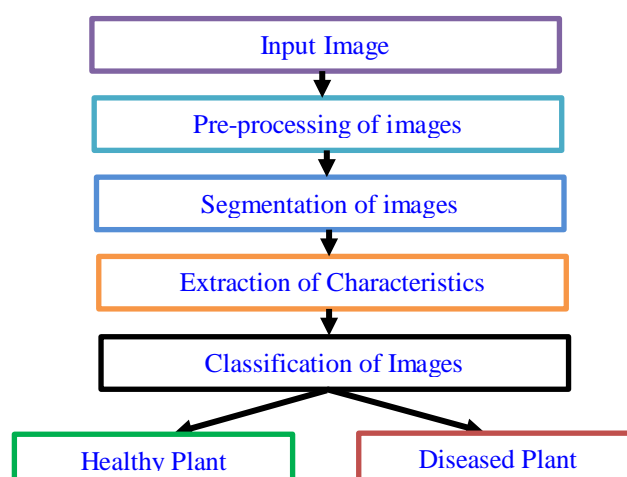 Input Image
Pre-processing of images
Segmentation of images
Extraction of Characteristics
Classification of Images
Healthy Plant
Diseased Plant